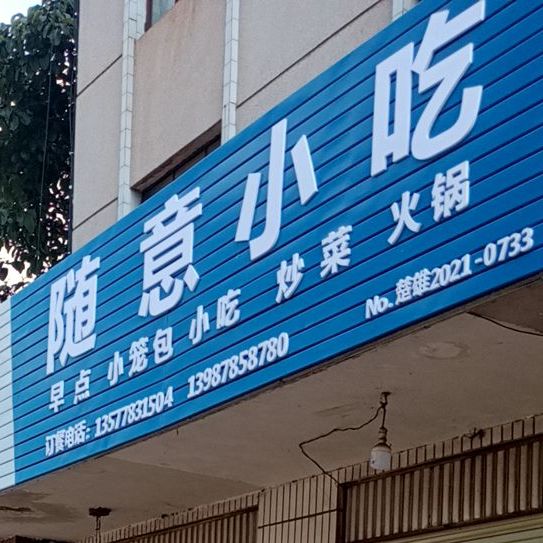 随意小吃
早点 小笼包 小吃 炒菜 火锅
订餐电话：13577831504 13987858780
No. 楚雄2021-0733